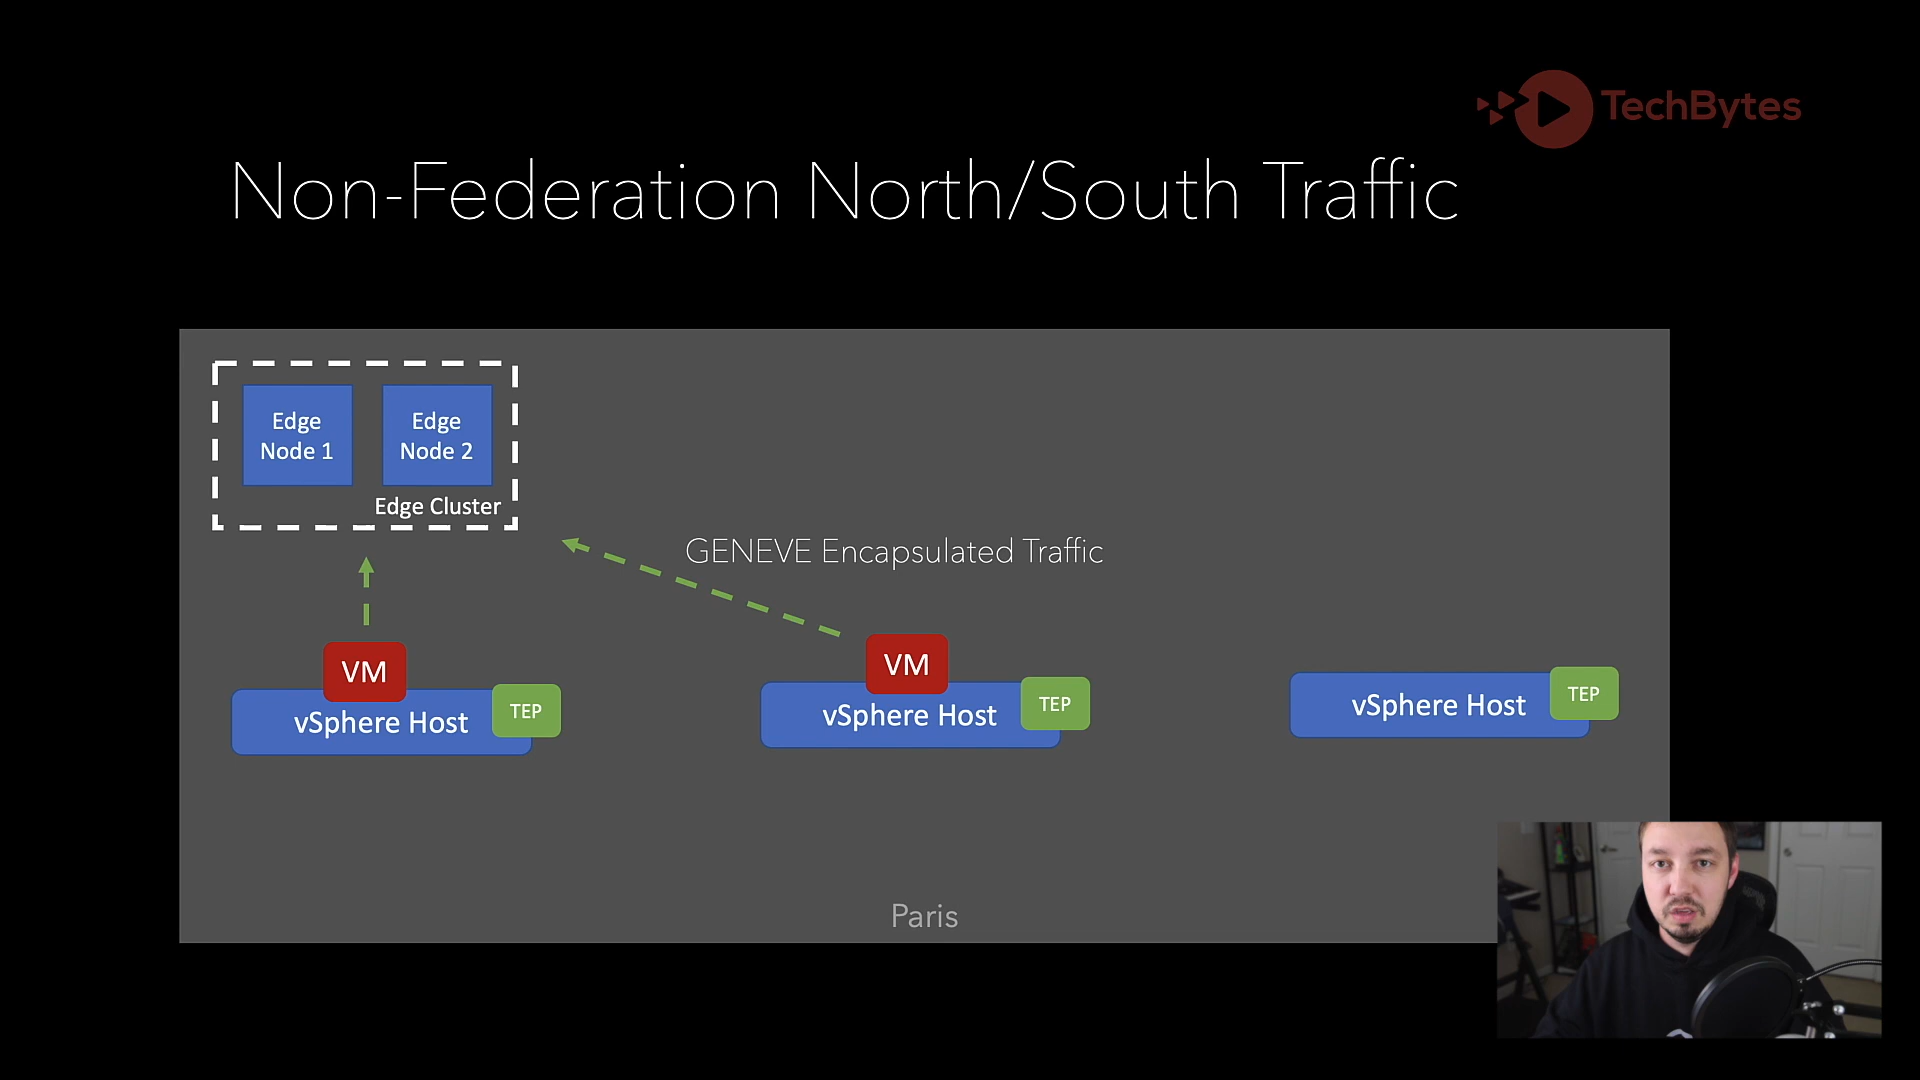 TechBytes
Non-Federation North/South Traffic
Edge
Node 1
Edge
Node 2
Edge Cluster
GENEVE Encapsulated Traffic
VM
vSphere Host
TEP
VM
vSphere Host
TEP
vSphere Host
TEP
Paris